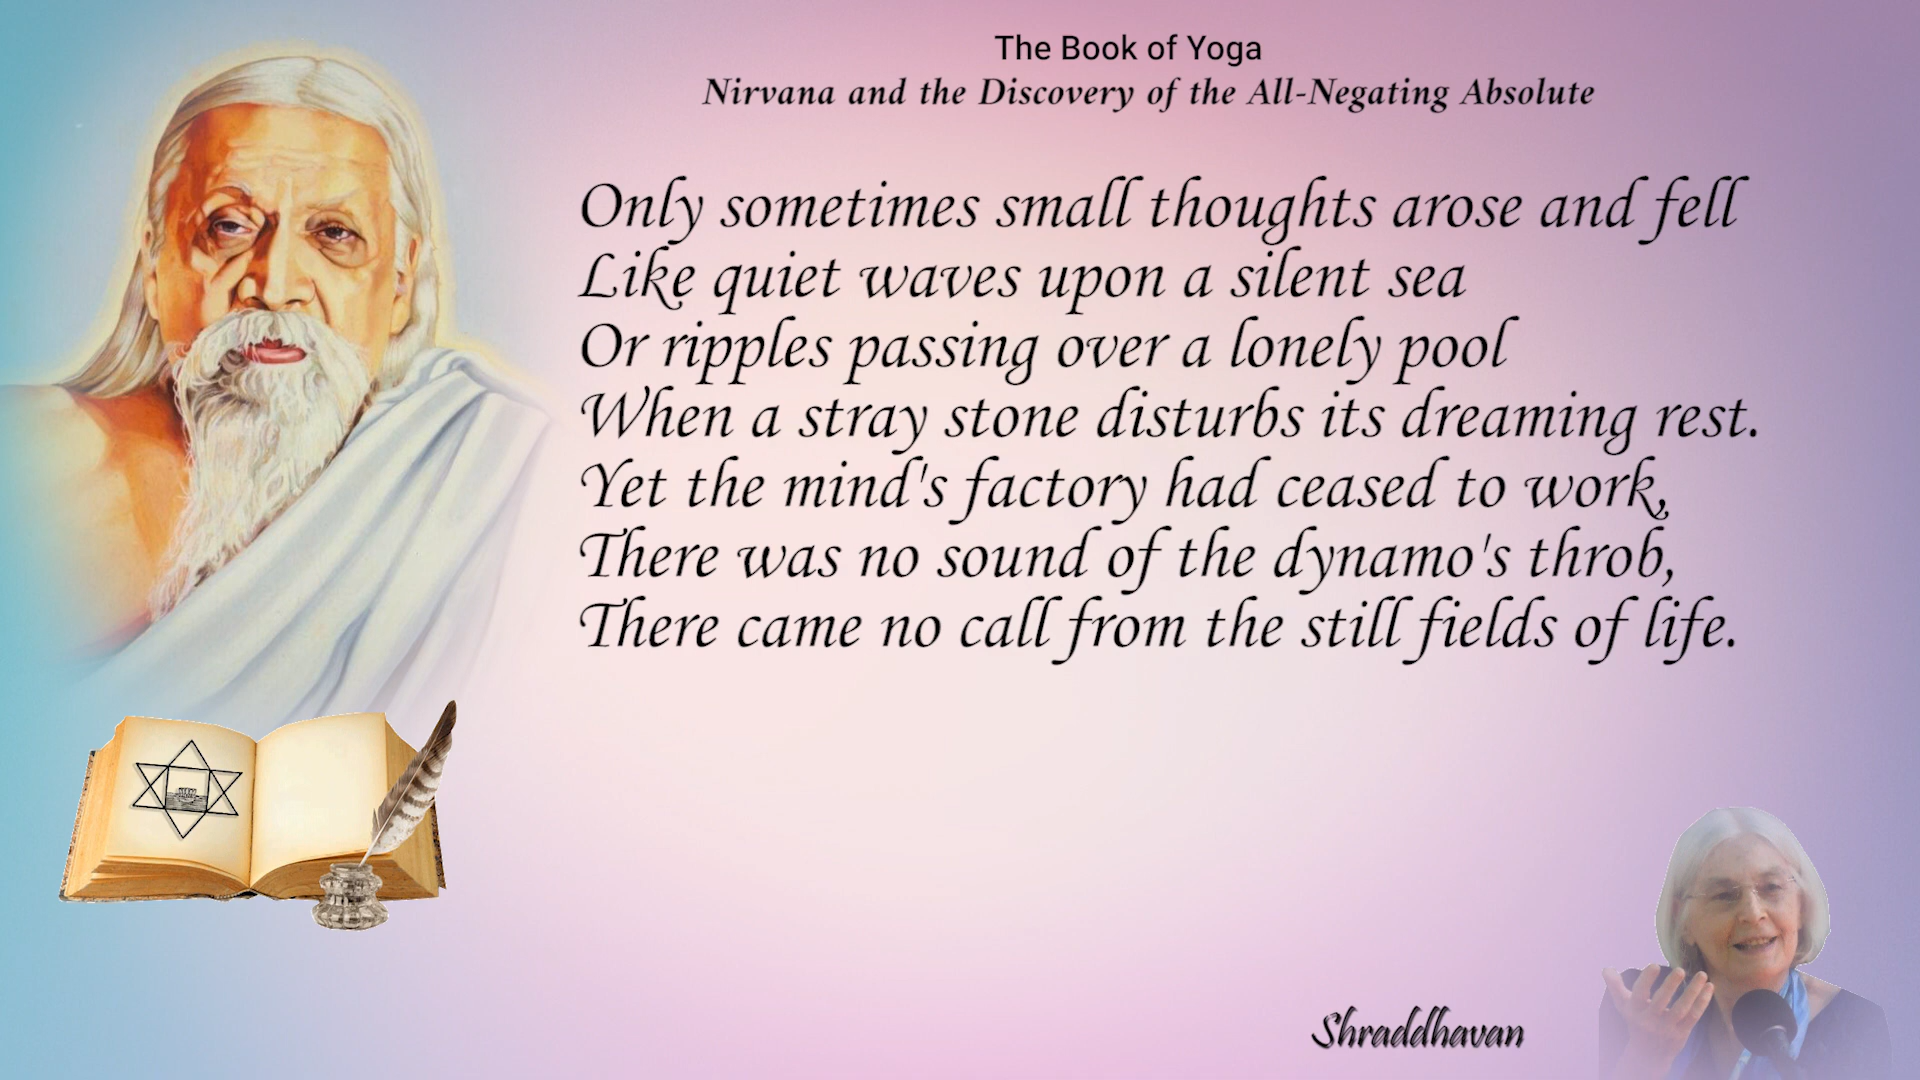 The Book of Yoga
Nirvana and the Discovery of the All-Negating Absolute
Only sometimes small thoughts arose and fell
Like quiet waves upon a silent sea
Or ripples passing over a lonely pool
When a stray stone disturbs its dreaming rest.
Yet the mind's factory had ceased to work,
There was no sound of the dynamo's throb,
There came no call from the still fields of life.
Shraddhavan